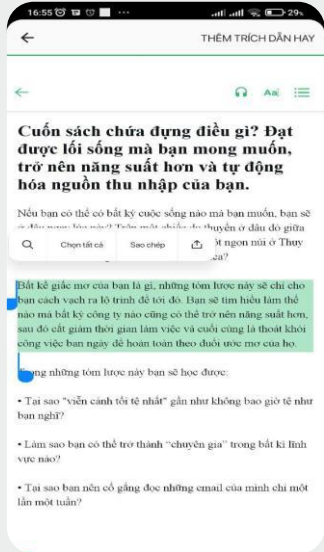 16:55
29%
THÊM TRÍCH DẪN HAY
Aa
Cuốn sách chứa đựng điều gì? Đạt
được lối sống mà bạn mong muốn,
trở nên năng suất hơn và tự động
hóa nguồn thu nhập của bạn.
Nếu bạn có thể có bất kỳ cuộc sống nào mà bạn muốn, bạn sẽ
thuyền ở đâu đó giữa
Chọn tất cả
Sao chép
ột ngọn núi ở Thụy
Bất kể giấc mơ của bạn là gì, những tóm lược này sẽ chỉ cho
bạn cách vạch ra lộ trình để tới đó. Bạn sẽ tìm hiểu làm thế
nào mà bất kỳ công ty nào cũng có thể trở nên năng suất hơn,
sau đó cắt giảm thời gian làm việc và cuối cùng là thoát khỏi
công việc ban ngày để hoàn toàn theo đuổi ước mơ của họ.
ong những tóm lược này bạn sẽ học được:
• Tại sao "viễn cảnh tồi tệ nhất" gần như không bao giờ tệ như
bạn nghĩ?
• Làm sao bạn có thể trở thành “chuyên gia” trong bất kì lĩnh
vực nào?
• Tại sao bạn nên cố gắng đọc những email của mình chỉ một
lần một tuần?